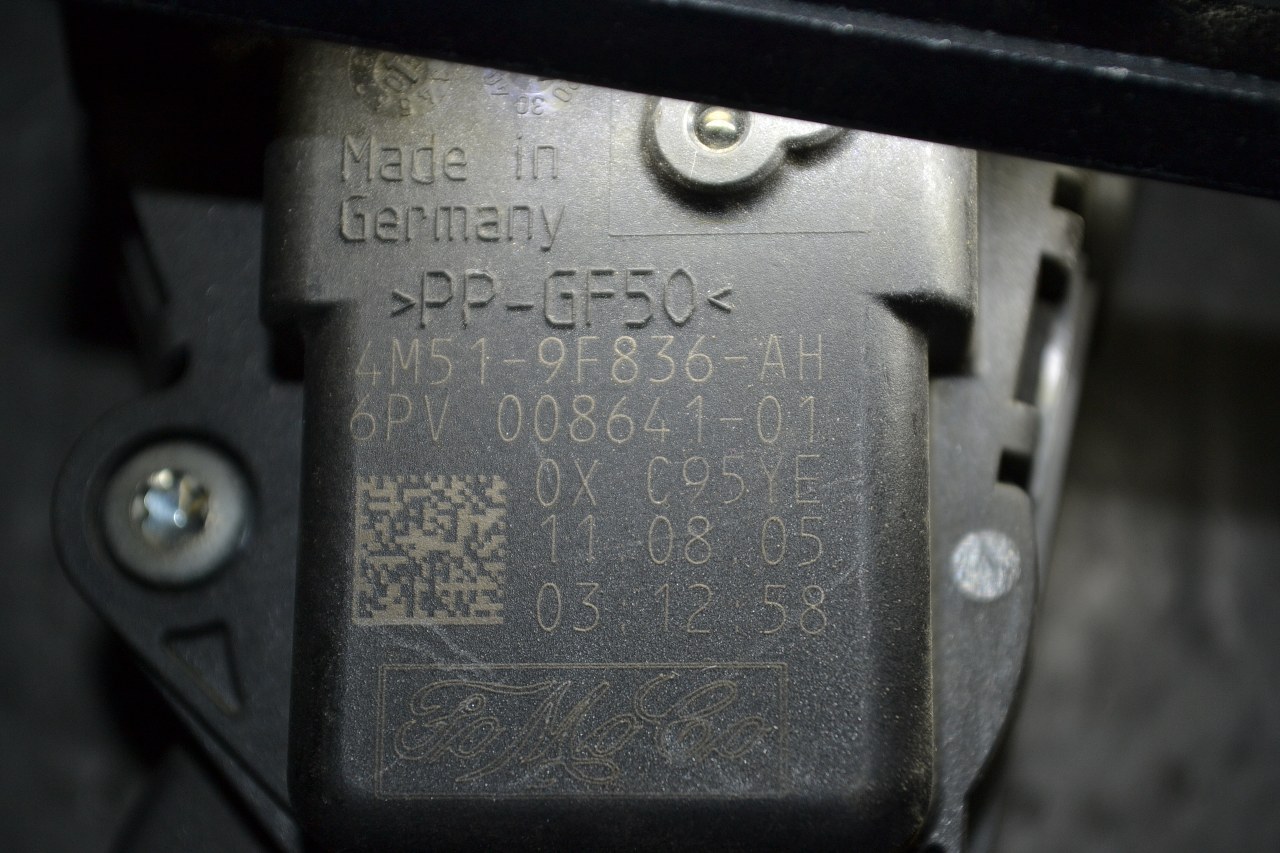 Made in
Germany
>PP-GF50<
4M51-9F836-AH
6PV 008641-01
0X C95YE
11 08 05
03 12 58
FoMoCo